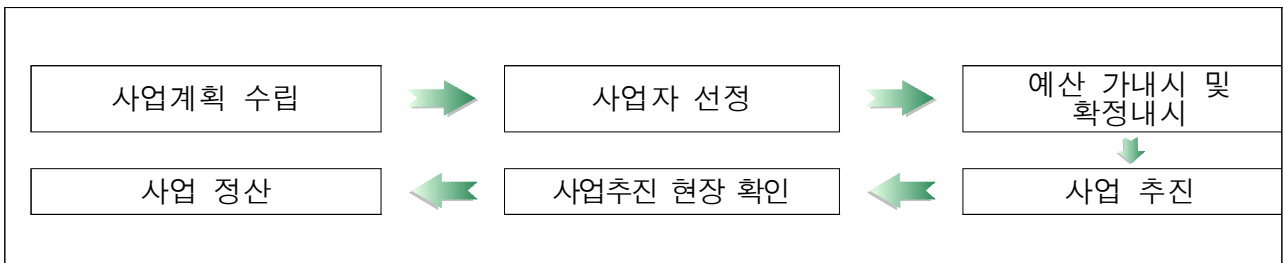 사업계획 수립
사업자 선정
예산 가내시 및
확정내시
사업 추진
사업추진 현장 확인
사업 정산